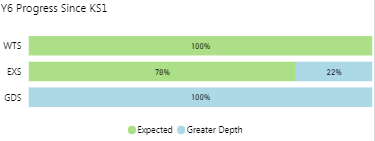 Y6 Progress Since KS1
WTS 100%
EXS 78% 22%
GDS 100%
Expected Greater Depth